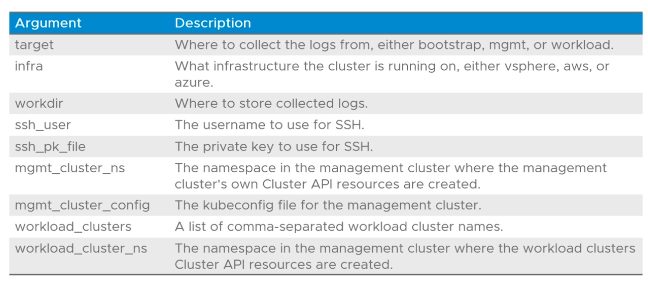 Argument Description
target Where to collect the logs from, either bootstrap, mgmt, or workload.
infra What infrastructure the cluster is running on, either vsphere, aws, or
azure.
workdir Where to store collected logs.
ssh_user The username to use for SSH.
ssh_pk_file The private key to use for SSH.
mgmt_cluster_ns The namespace in the management cluster where the management
cluster's own Cluster API resources are created.
mgmt_cluster_config The kubeconfig file for the management cluster.
workload_clusters A list of comma-separated workload cluster names.
workload_cluster_ns The namespace in the management cluster where the workload clusters
Cluster API resources are created.